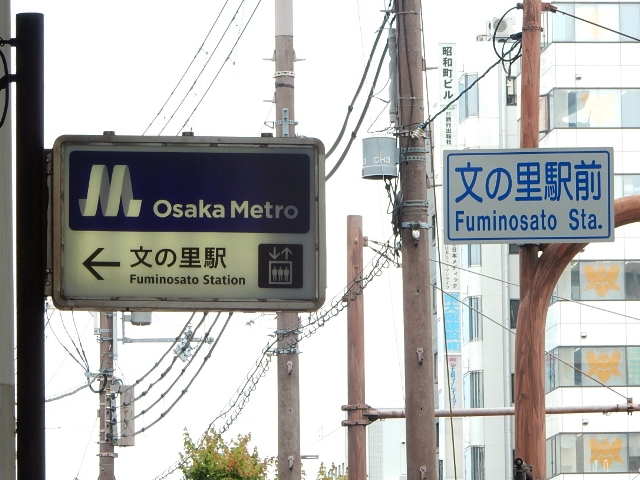 Osaka Metro
← 文の里駅
Fuminosato Station
文の里駅前
Fuminosato Sta.
昭和町ビル
CH3